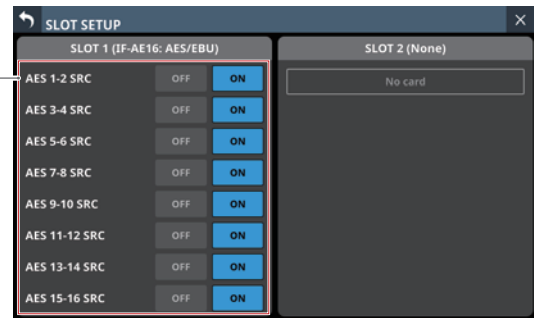 SLOT SETUP
SLOT 1 (IF-AE16: AES/EBU)
AES 1-2 SRC OFF ON
AES 3-4 SRC OFF ON
AES 5-6 SRC OFF ON
AES 7-8 SRC OFF ON
AES 9-10 SRC OFF ON
AES 11-12 SRC OFF ON
AES 13-14 SRC OFF ON
AES 15-16 SRC OFF ON
SLOT 2 (None)
No card